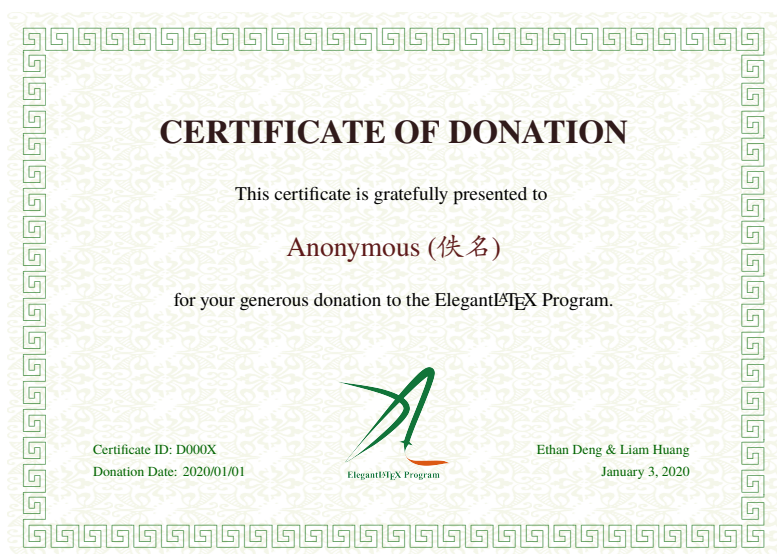 CERTIFICATE OF DONATION
This certificate is gratefully presented to
Anonymous (佚名)
for your generous donation to the ElegantLATEX Program.
Certificate ID: D000X
Donation Date: 2020/01/01
ElegantLATEX Program
Ethan Deng & Liam Huang
January 3, 2020